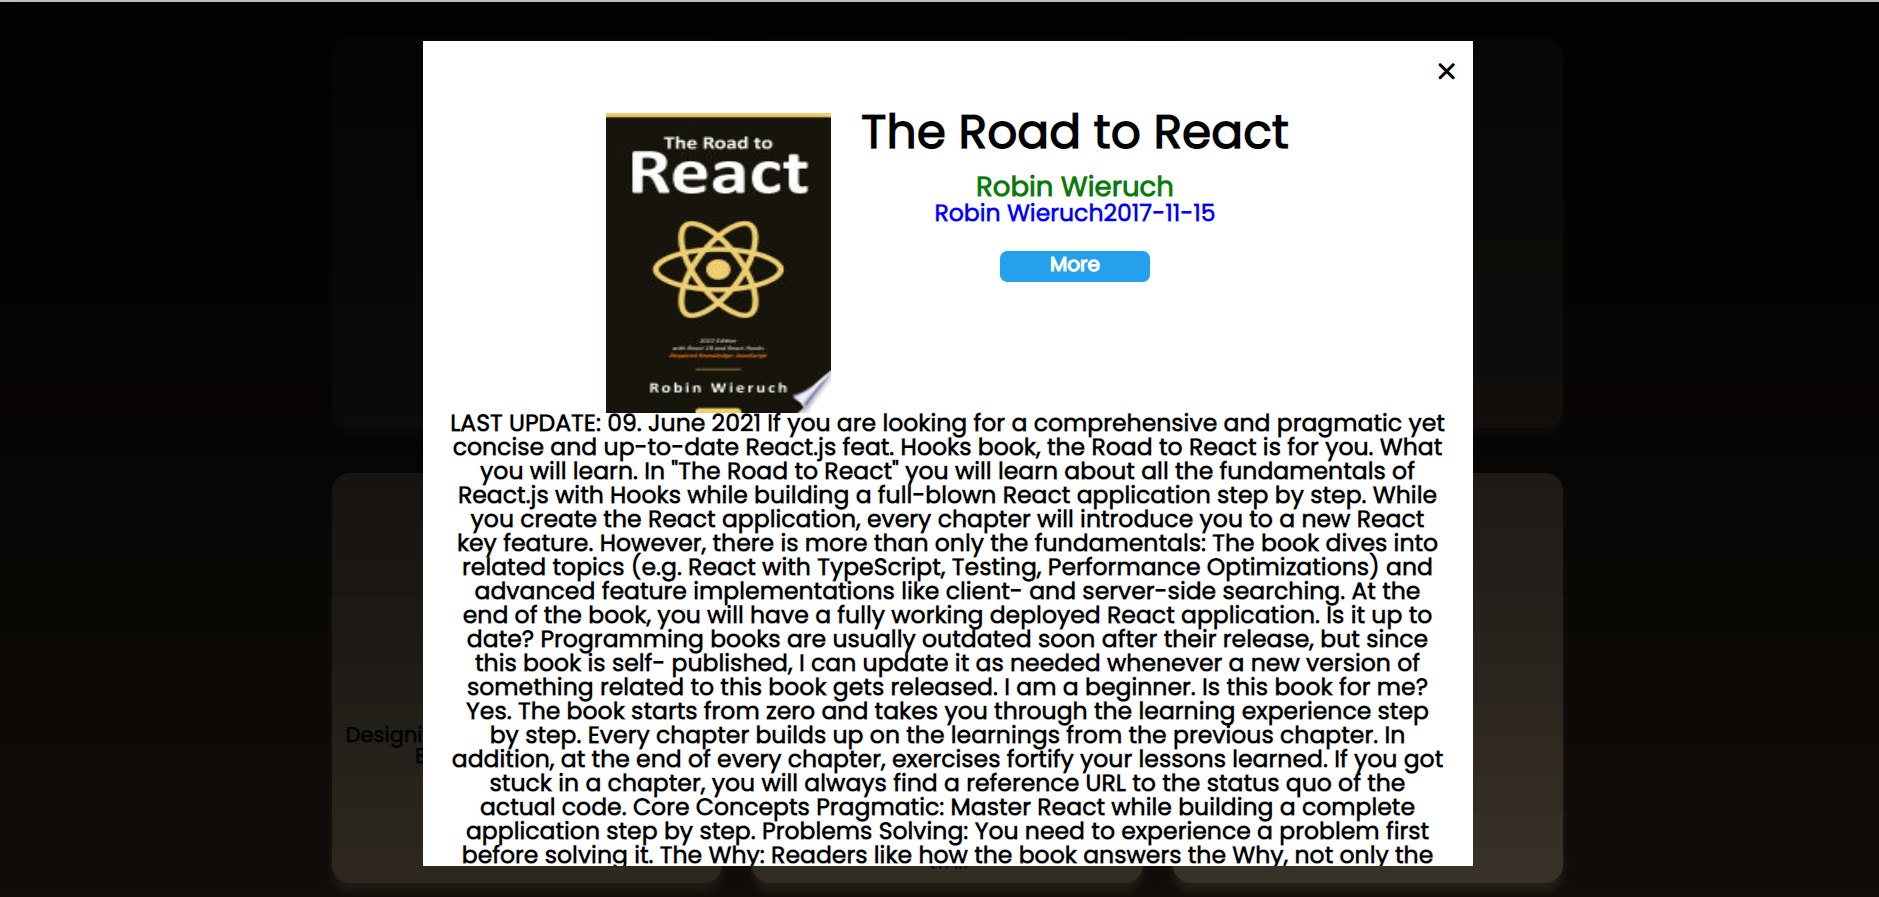 ×
The Road to
React
2022 Edition
with React 18 and React Hooks
Required Knowledge: JavaScript
Robin Wieruch
The Road to React
Robin Wieruch
Robin Wieruch2017-11-15
More
LAST UPDATE: 09. June 2021 If you are looking for a comprehensive and pragmatic yet
concise and up-to-date React.js feat. Hooks book, the Road to React is for you. What
you will learn. In "The Road to React" you will learn about all the fundamentals of
React.js with Hooks while building a full-blown React application step by step. While
you create the React application, every chapter will introduce you to a new React
key feature. However, there is more than only the fundamentals: The book dives into
related topics (e.g. React with TypeScript, Testing, Performance Optimizations) and
advanced feature implementations like client- and server-side searching. At the
end of the book, you will have a fully working deployed React application. Is it up to
date? Programming books are usually outdated soon after their release, but since
this book is self- published, I can update it as needed whenever a new version of
something related to this book gets released. I am a beginner. Is this book for me?
Yes. The book starts from zero and takes you through the learning experience step
by step. Every chapter builds up on the learnings from the previous chapter. In
addition, at the end of every chapter, exercises fortify your lessons learned. If you got
stuck in a chapter, you will always find a reference URL to the status quo of the
actual code. Core Concepts Pragmatic: Master React while building a complete
application step by step. Problems Solving: You need to experience a problem first
before solving it. The Why: Readers like how the book answers the Why, not only the
Designi